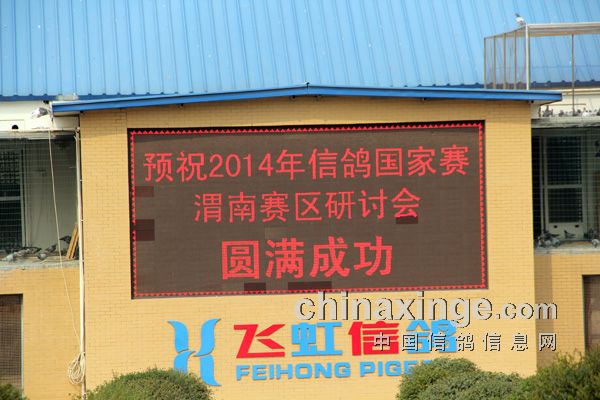 预祝2014年信鸽国家赛
渭南赛区研讨会
圆满成功
chinaxinge.com
中国信鸽信息网
飞虹信鸽
FEIHONG PIGE